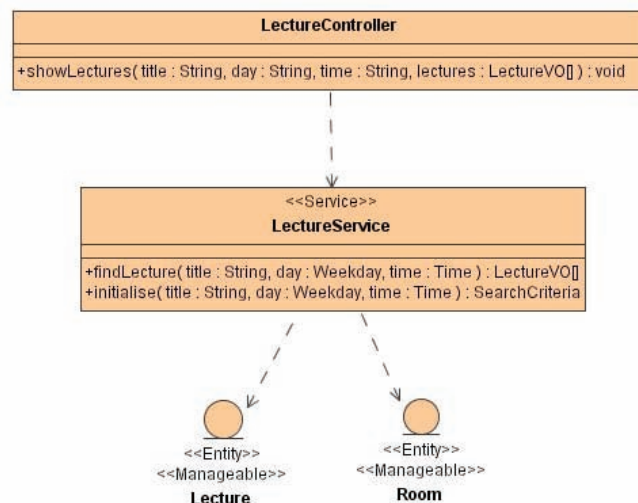 LectureController
+showLectures( title : String, day : String, time : String, lectures : LectureVO[] ) : void
<<Service>>
LectureService
+findLecture( title : String, day : Weekday, time : Time ) : LectureVO[]
+initialise( title : String, day : Weekday, time : Time ) : SearchCriteria
<<Entity>>
<<Manageable>>
Lecture
<<Entity>>
<<Manageable>>
Room